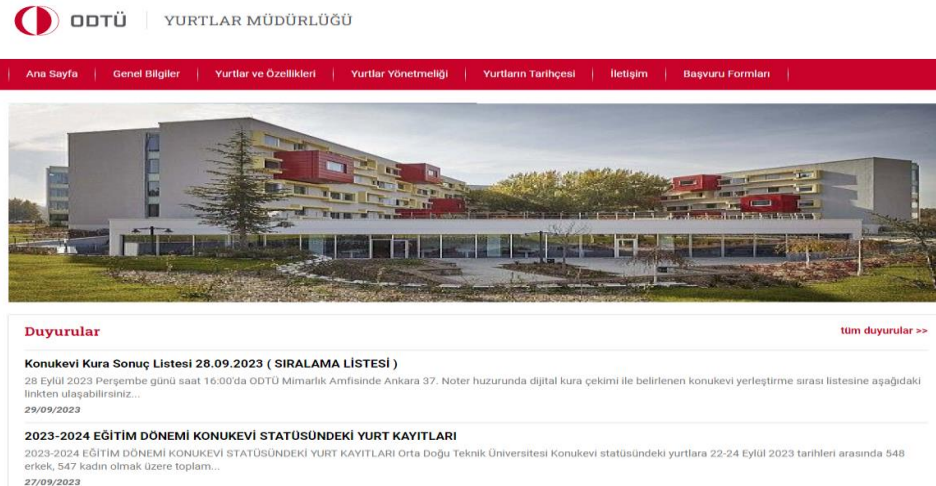 ODTÜ YURTLAR MÜDÜRLÜĞÜ
Ana Sayfa Genel Bilgiler Yurtlar ve Özellikleri Yurtlar Yönetmeliği Yurtların Tarihçesi İletişim Başvuru Formları
Duyurular tüm duyurular >>
Konukevi Kura Sonuç Listesi 28.09.2023 ( SIRALAMA LİSTESİ )
28 Eylül 2023 Perşembe günü saat 16:00'da ODTÜ Mimarlık Amfisinde Ankara 37. Noter huzurunda dijital kura çekimi ile belirlenen konukevi yerleştirme sırası listesine aşağıdaki
linkten ulaşabilirsiniz...
29/09/2023
2023-2024 EĞİTİM DÖNEMİ KONUKEVİ STATÜSÜNDEKİ YURT KAYITLARI
2023-2024 EĞİTİM DÖNEMİ KONUKEVİ STATÜSÜNDEKİ YURT KAYITLARI Orta Doğu Teknik Üniversitesi Konukevi statüsündeki yurtlara 22-24 Eylül 2023 tarihleri arasında 548
erkek, 547 kadın olmak üzere toplam...
27/09/2023